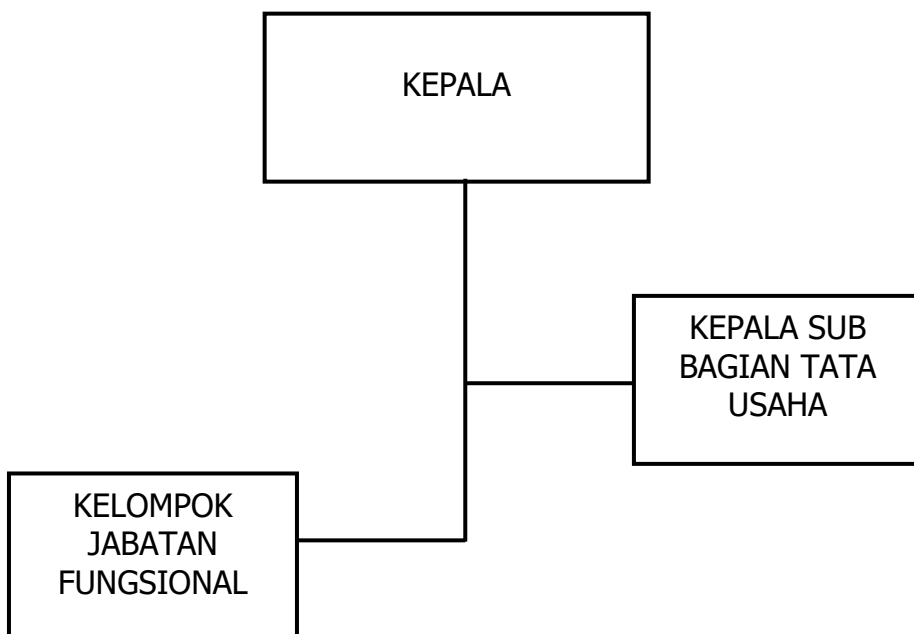 KEPALA
KEPALA SUB
BAGIAN TATA
USAHA
KELOMPOK
JABATAN
FUNGSIONAL